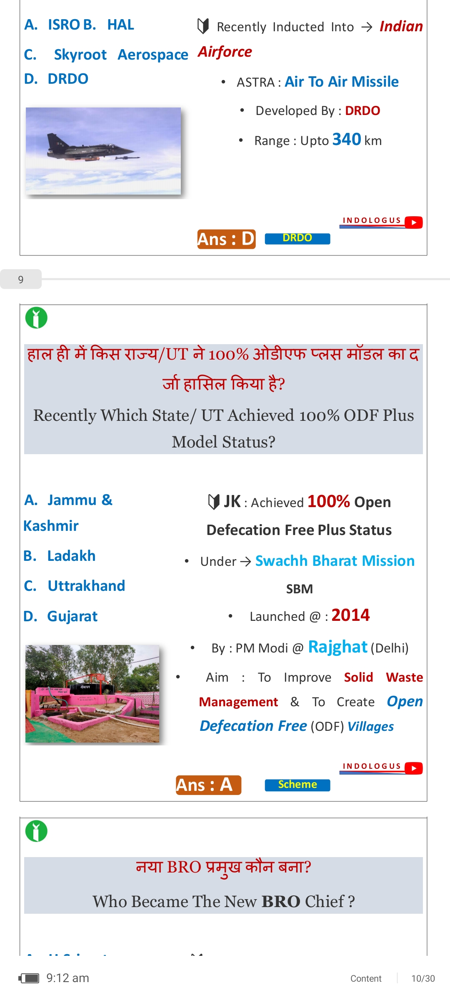 A. ISRO B. HAL
C. Skyroot Aerospace
D. DRDO
Recently Inducted Into → Indian
Airforce
• ASTRA : Air To Air Missile
• Developed By : DRDO
• Range : Upto 340 km
INDOLOGUS
Ans : D
DRDO
9
हाल ही में किस राज्य/UT ने 100% ओडीएफ प्लस मॉडल का द
र्जा हासिल किया है?
Recently Which State/ UT Achieved 100% ODF Plus
Model Status?
A. Jammu &
Kashmir
B. Ladakh
C. Uttrakhand
D. Gujarat
JK : Achieved 100% Open
Defecation Free Plus Status
• Under → Swachh Bharat Mission
SBM
• Launched @ : 2014
• By : PM Modi @ Rajghat (Delhi)
• Aim : To Improve Solid Waste
Management & To Create Open
Defecation Free (ODF) Villages
गोबरधन
INDOLOGUS
Ans : A
Scheme
नया BRO प्रमुख कौन बना?
Who Became The New BRO Chief ?
9:12 am
Content
10/30